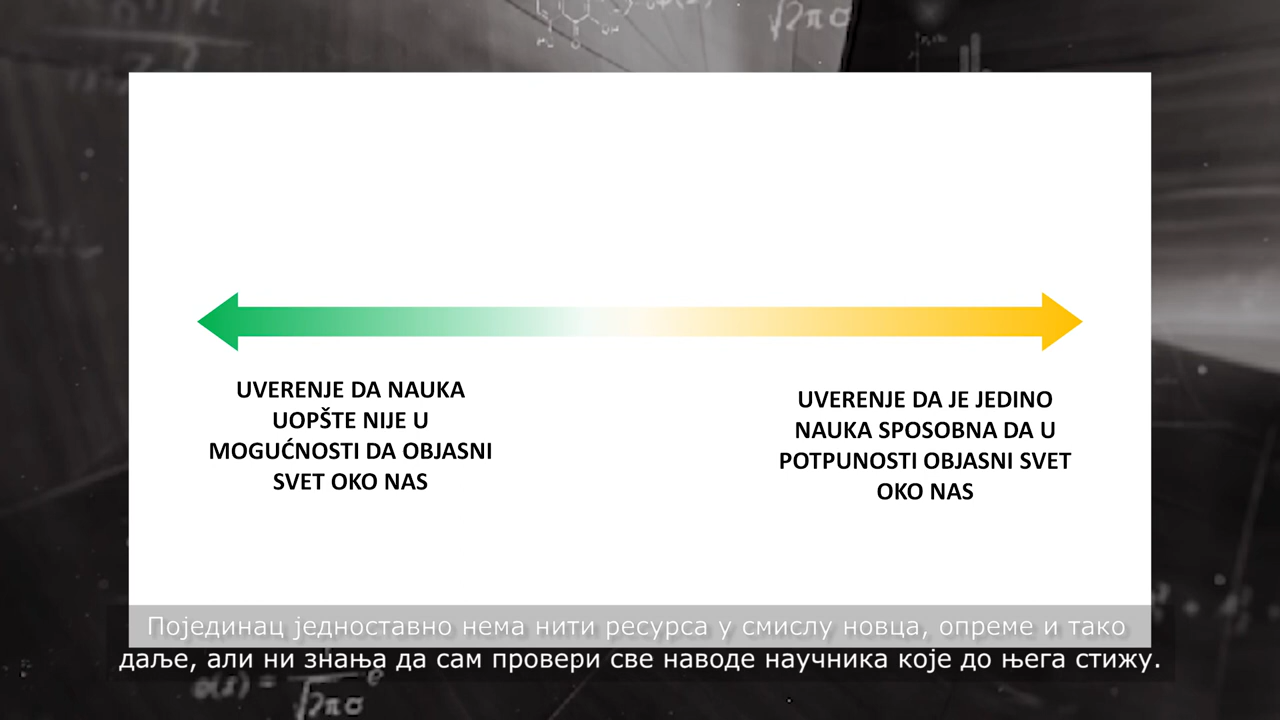 UVERENJE DA NAUKA
UOPŠTE NIJE U
MOGUĆNOSTI DA OBJASNI
SVET OKO NAS
UVERENJE DA JE JEDINO
NAUKA SPOSOBNA DA U
POTPUNOSTI OBJASNI SVET
OKO NAS
Појединац једноставно нема нити ресурса у смислу новца, опреме и тако
даље, али ни знања да сам провери све наводе научника које до њега стижу.